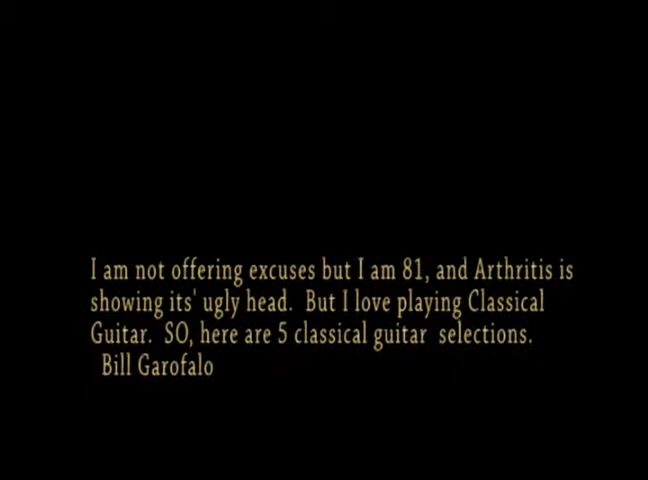 I am not offering excuses but I am 81, and Arthritis is
showing its' ugly head.  But I love playing Classical
Guitar.  SO, here are 5 classical guitar  selections.
Bill Garofalo